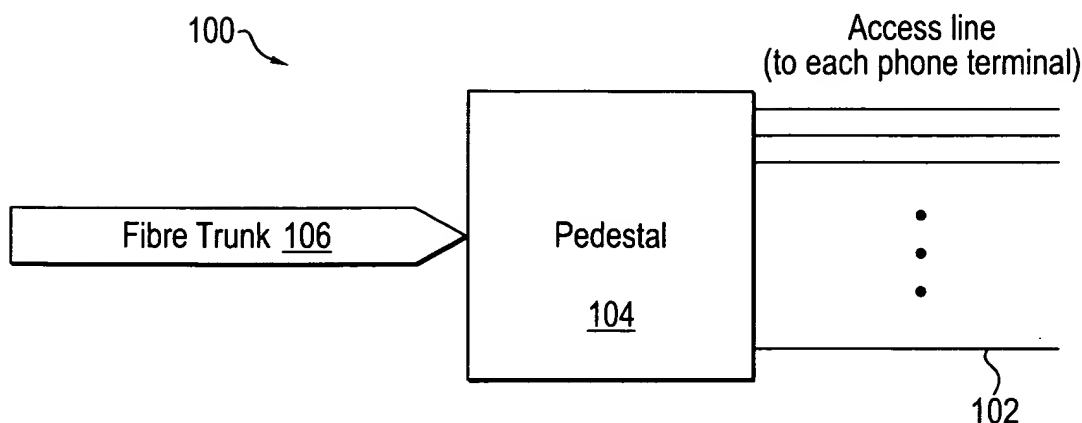 100
Access line
(to each phone terminal)
Fibre Trunk 106
Pedestal
104
102